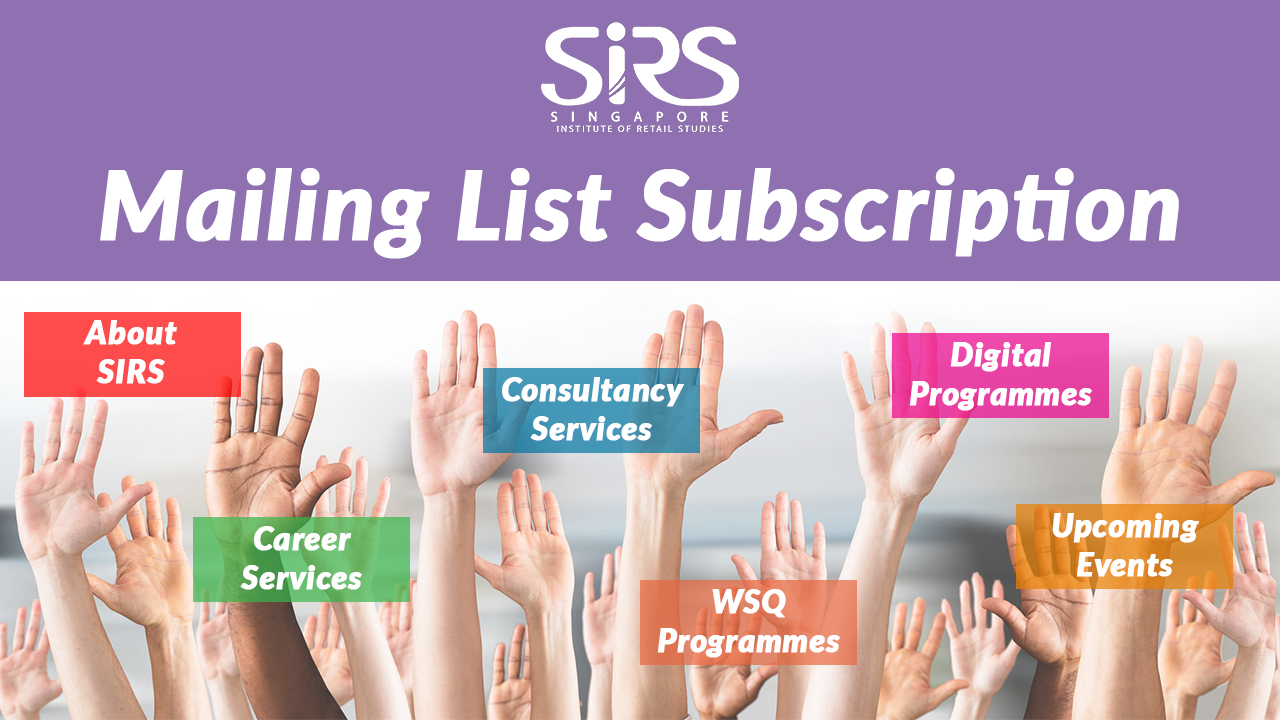 SiRS
SINGAPORE
INSTITUTE OF RETAIL STUDIES
Mailing List Subscription
About
SIRS
Consultancy
Services
Digital
Programmes
Career
Services
Upcoming
Events
WSQ
Programmes